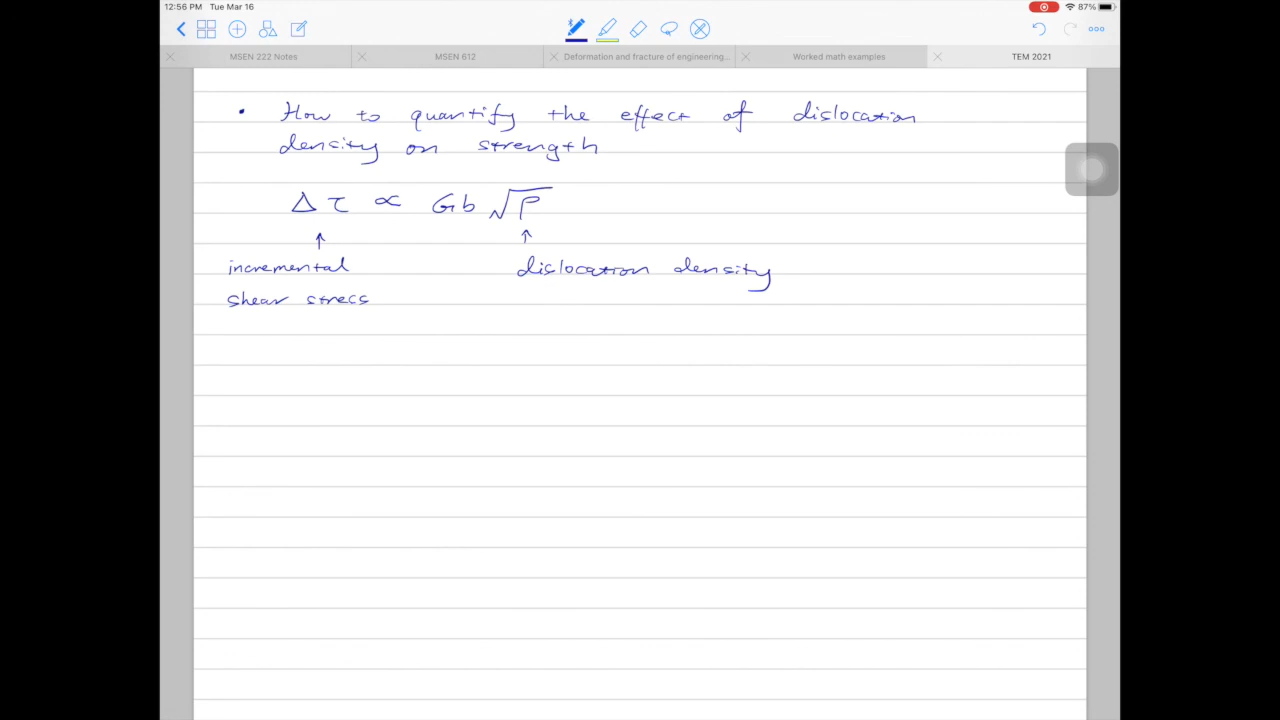 12:56 PM Tue Mar 16
87%
MSEN 222 Notes
MSEN 612
Deformation and fracture of engineering...
Worked math examples
TEM 2021
• How to quantify the effect of dislocation
density on strength
Δτ ∝ Gb √ρ
↑ ↑
incremental dislocation density
shear stress